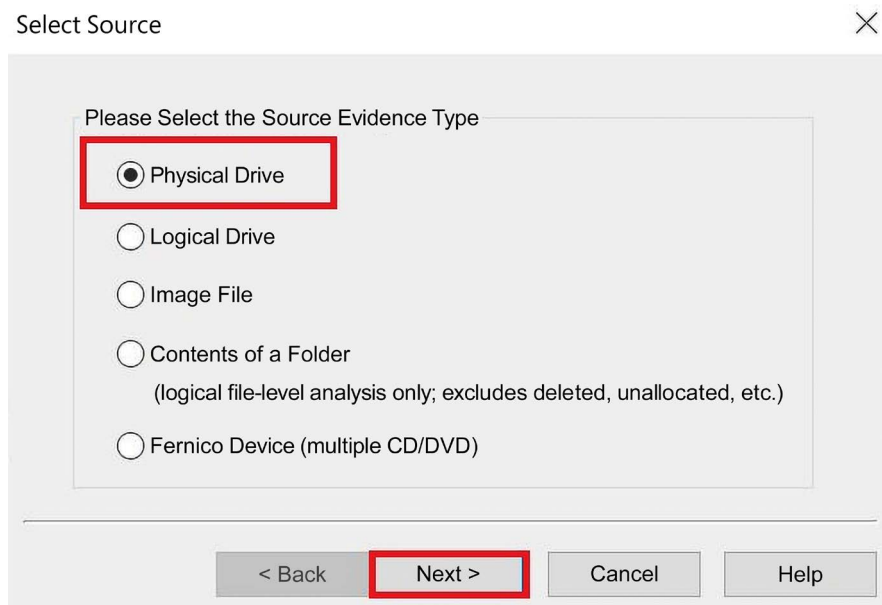 Select Source
Please Select the Source Evidence Type
Physical Drive
Logical Drive
Image File
Contents of a Folder
(logical file-level analysis only; excludes deleted, unallocated, etc.)
Fernico Device (multiple CD/DVD)
< Back Next > Cancel Help